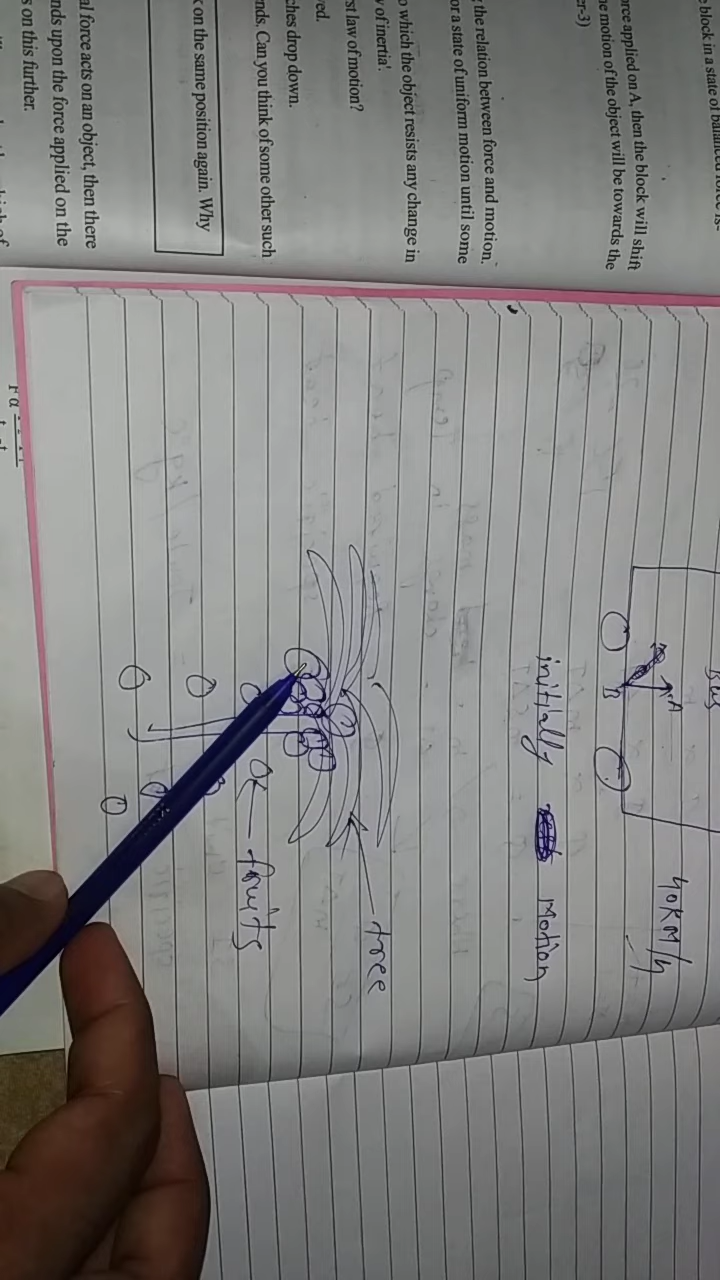 block in a state of balanced force is-
orce applied on A, then the block will shift
he motion of the object will be towards the
er-3)
the relation between force and motion.
or a state of uniform motion until some
o which the object resists any change in
y of inertia'.
st law of motion?
ches drop down.
nds. Can you think of some other such
k on the same position again. Why
al force acts on an object, then there
nds upon the force applied on the
s on this further.
Bus
A
B
40KM/h
initially Motion
tree
fruits
F α